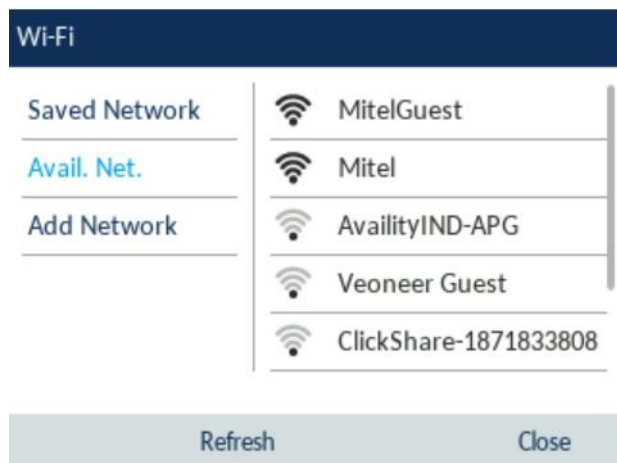 Wi-Fi
Saved Network
Avail. Net.
Add Network
MitelGuest
Mitel
AvailityIND-APG
Veoneer Guest
ClickShare-1871833808
Refresh
Close